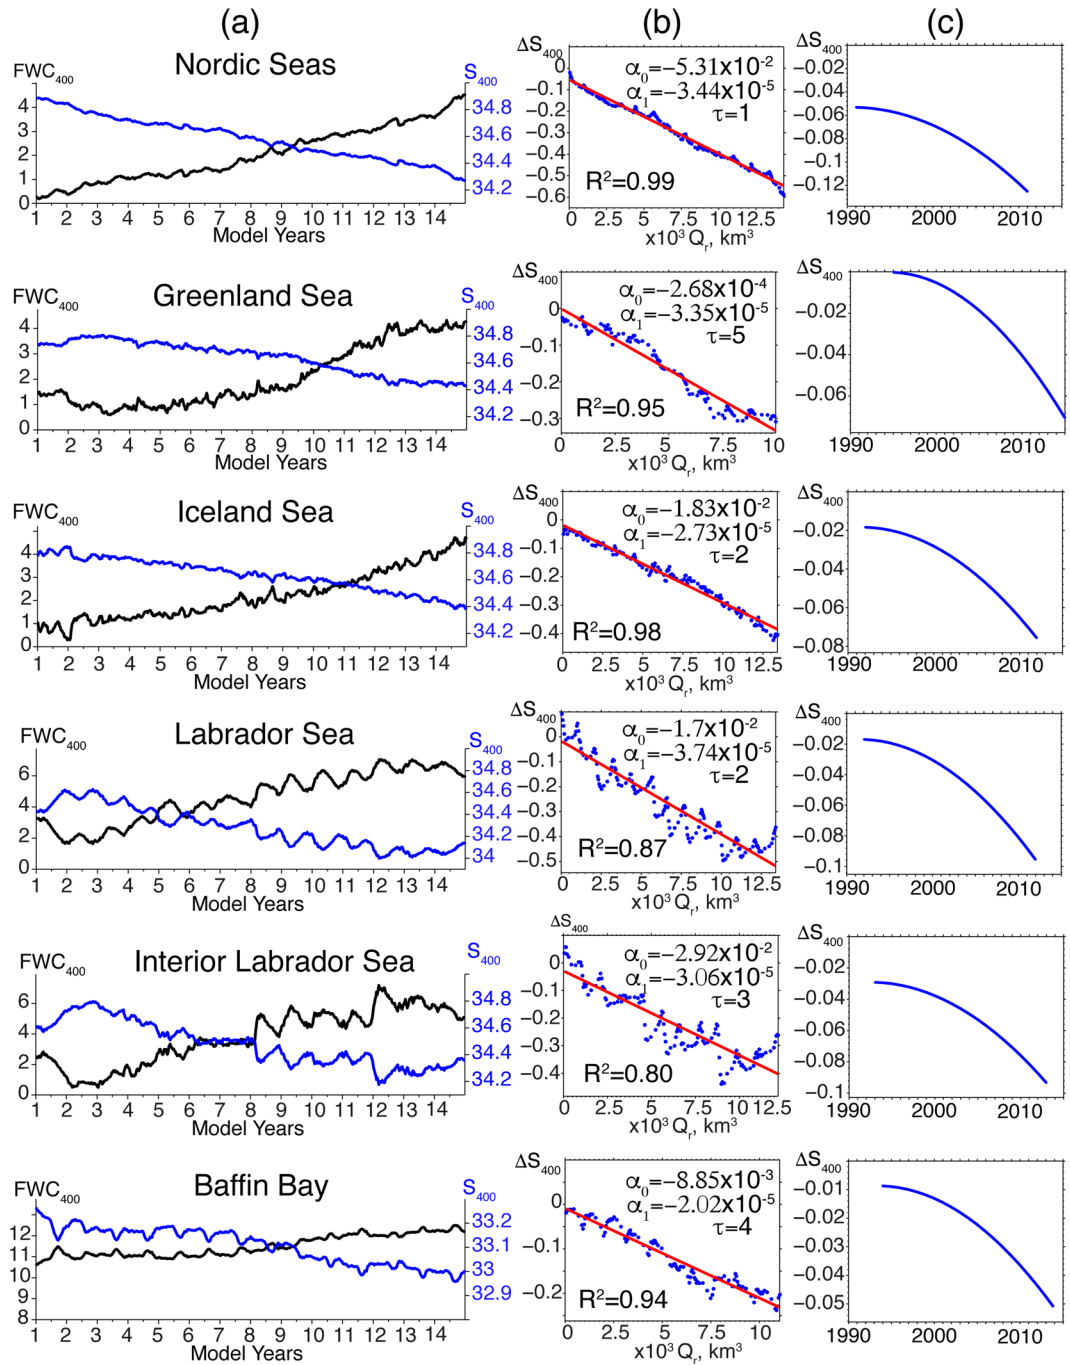 (a) (b) (c)
Nordic Seas
FWC400 S400
4 3 2 1 0
34.8 34.6 34.4 34.2
1 2 3 4 5 6 7 8 9 10 11 12 13 14
Model Years
ΔS400
0 −0.1 −0.2 −0.3 −0.4 −0.5 −0.6
α0=−5.31x10-2
α1=−3.44x10-5
τ=1
R2=0.99
0 2.5 5 7.5 12.5
x103 Qr, km3
ΔS400
−0.02 −0.04 −0.06 −0.08 −0.1 −0.12
1990 2000 2010
Greenland Sea
FWC400 S400
4 3 2 1 0
34.8 34.6 34.4 34.2
1 2 3 4 5 6 7 8 9 10 11 12 13 14
Model Years
ΔS400
0 −0.1 −0.2 −0.3
α0=−2.68x10-4
α1=−3.35x10-5
τ=5
R2=0.95
0 2.5 5 7.5 10
x103 Qr, km3
ΔS400
−0.02 −0.04 −0.06
1990 2000 2010
Iceland Sea
FWC400 S400
4 3 2 1 0
34.8 34.6 34.4 34.2
1 2 3 4 5 6 7 8 9 10 11 12 13 14
Model Years
ΔS400
0 −0.1 −0.2 −0.3 −0.4
α0=−1.83x10-2
α1=−2.73x10-5
τ=2
R2=0.98
0 2.5 5 7.5 10 12.5
x103 Qr, km3
ΔS400
−0.02 −0.04 −0.06 −0.08
1990 2000 2010
Labrador Sea
FWC400 S400
6 4 2 0
34.8 34.6 34.4 34.2 34
1 2 3 4 5 6 7 8 9 10 11 12 13 14
Model Years
ΔS400
0 −0.1 −0.2 −0.3 −0.4 −0.5
α0=−1.7x10-2
α1=−3.74x10-5
τ=2
R2=0.87
0 2.5 5 7.5 10 12.5
x103 Qr, km3
ΔS400
−0.02 −0.04 −0.06 −0.08 −0.1
1990 2000 2010
Interior Labrador Sea
FWC400 S400
6 4 2 0
34.8 34.6 34.4 34.2
1 2 3 4 5 6 7 8 9 10 11 12 13 14
Model Years
ΔS400
0 −0.1 −0.2 −0.3 −0.4
α0=−2.92x10-2
α1=−3.06x10-5
τ=3
R2=0.80
0 2.5 5 7.5 10 12.5
x103 Qr, km3
ΔS400
−0.02 −0.04 −0.06 −0.08 −0.1
1990 2000 2010
Baffin Bay
FWC400 S400
12 11 10 9 8
33.2 33.1 33 32.9
1 2 3 4 5 6 7 8 9 10 11 12 13 14
Model Years
ΔS400
0 −0.1 −0.2
α0=−8.85x10-3
α1=−2.02x10-5
τ=4
R2=0.94
0 2.5 5 7.5 10
x103 Qr, km3
ΔS400
−0.01 −0.02 −0.03 −0.04 −0.05
1990 2000 2010